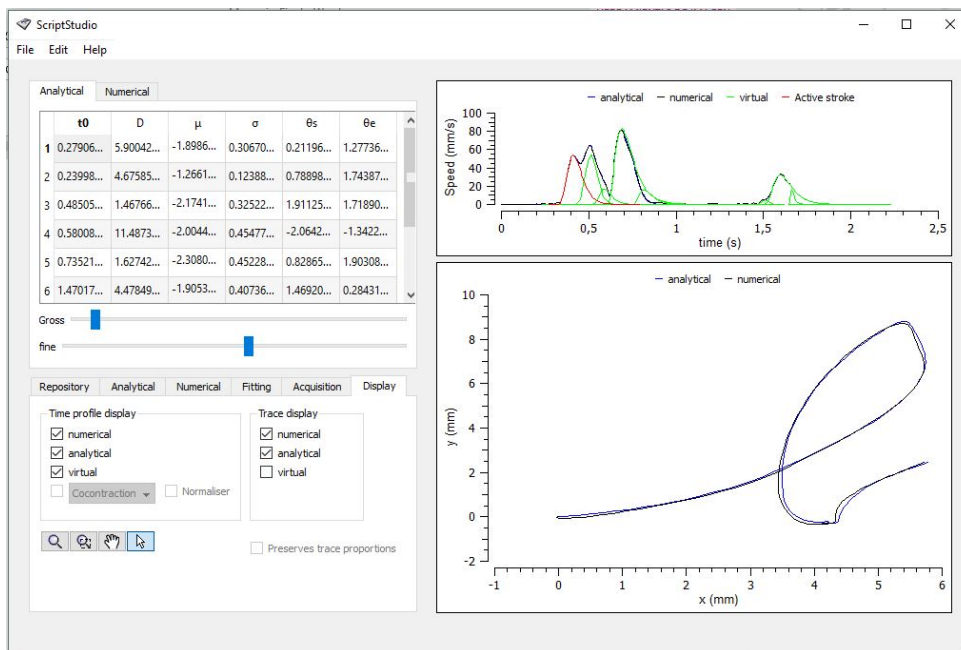 ScriptStudio
File Edit Help
Analytical Numerical
t0 D μ σ θs θe
1 0.27906... 5.90042... -1.8986... 0.30670... 0.21196... 1.27736...
2 0.23998... 4.67585... -1.2661... 0.12388... 0.78898... 1.74387...
3 0.48505... 1.46766... -2.1741... 0.32522... 1.91125... 1.71890...
4 0.58008... 11.4873... -2.0044... 0.45477... -2.0642... -1.3422...
5 0.73521... 1.62742... -2.3080... 0.45228... 0.82865... 1.90308...
6 1.47017... 4.47849... -1.9053... 0.40736... 1.46920... 0.28431...
Gross
fine
Repository Analytical Numerical Fitting Acquisition Display
Time profile display
numerical
analytical
virtual
Cocontraction Normaliser
Trace display
numerical
analytical
virtual
Preserves trace proportions
analytical numerical virtual Active stroke
Speed (mm/s)
100
80
60
40
20
0
0 0,5 1 1,5 2 2,5
time (s)
analytical numerical
y (mm)
10
8
6
4
2
0
-2
-1 0 1 2 3 4 5 6
x (mm)